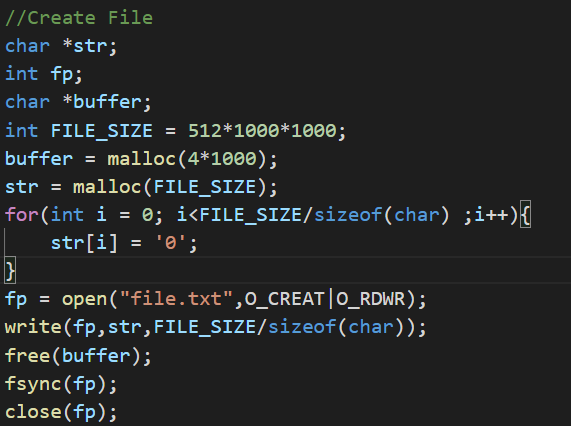 //Create File
char *str;
int fp;
char *buffer;
int FILE_SIZE = 512*1000*1000;
buffer = malloc(4*1000);
str = malloc(FILE_SIZE);
for(int i = 0; i<FILE_SIZE/sizeof(char) ;i++){
    str[i] = '0';
}
fp = open("file.txt",O_CREAT|O_RDWR);
write(fp,str,FILE_SIZE/sizeof(char));
free(buffer);
fsync(fp);
close(fp);